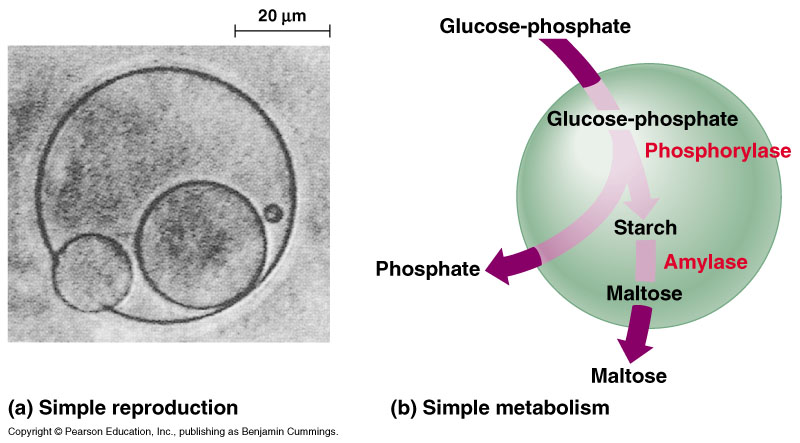 20 µm
Glucose-phosphate
Glucose-phosphate
Phosphorylase
Starch
Amylase
Phosphate
Maltose
Maltose
(a) Simple reproduction
(b) Simple metabolism
Copyright © Pearson Education, Inc., publishing as Benjamin Cummings.